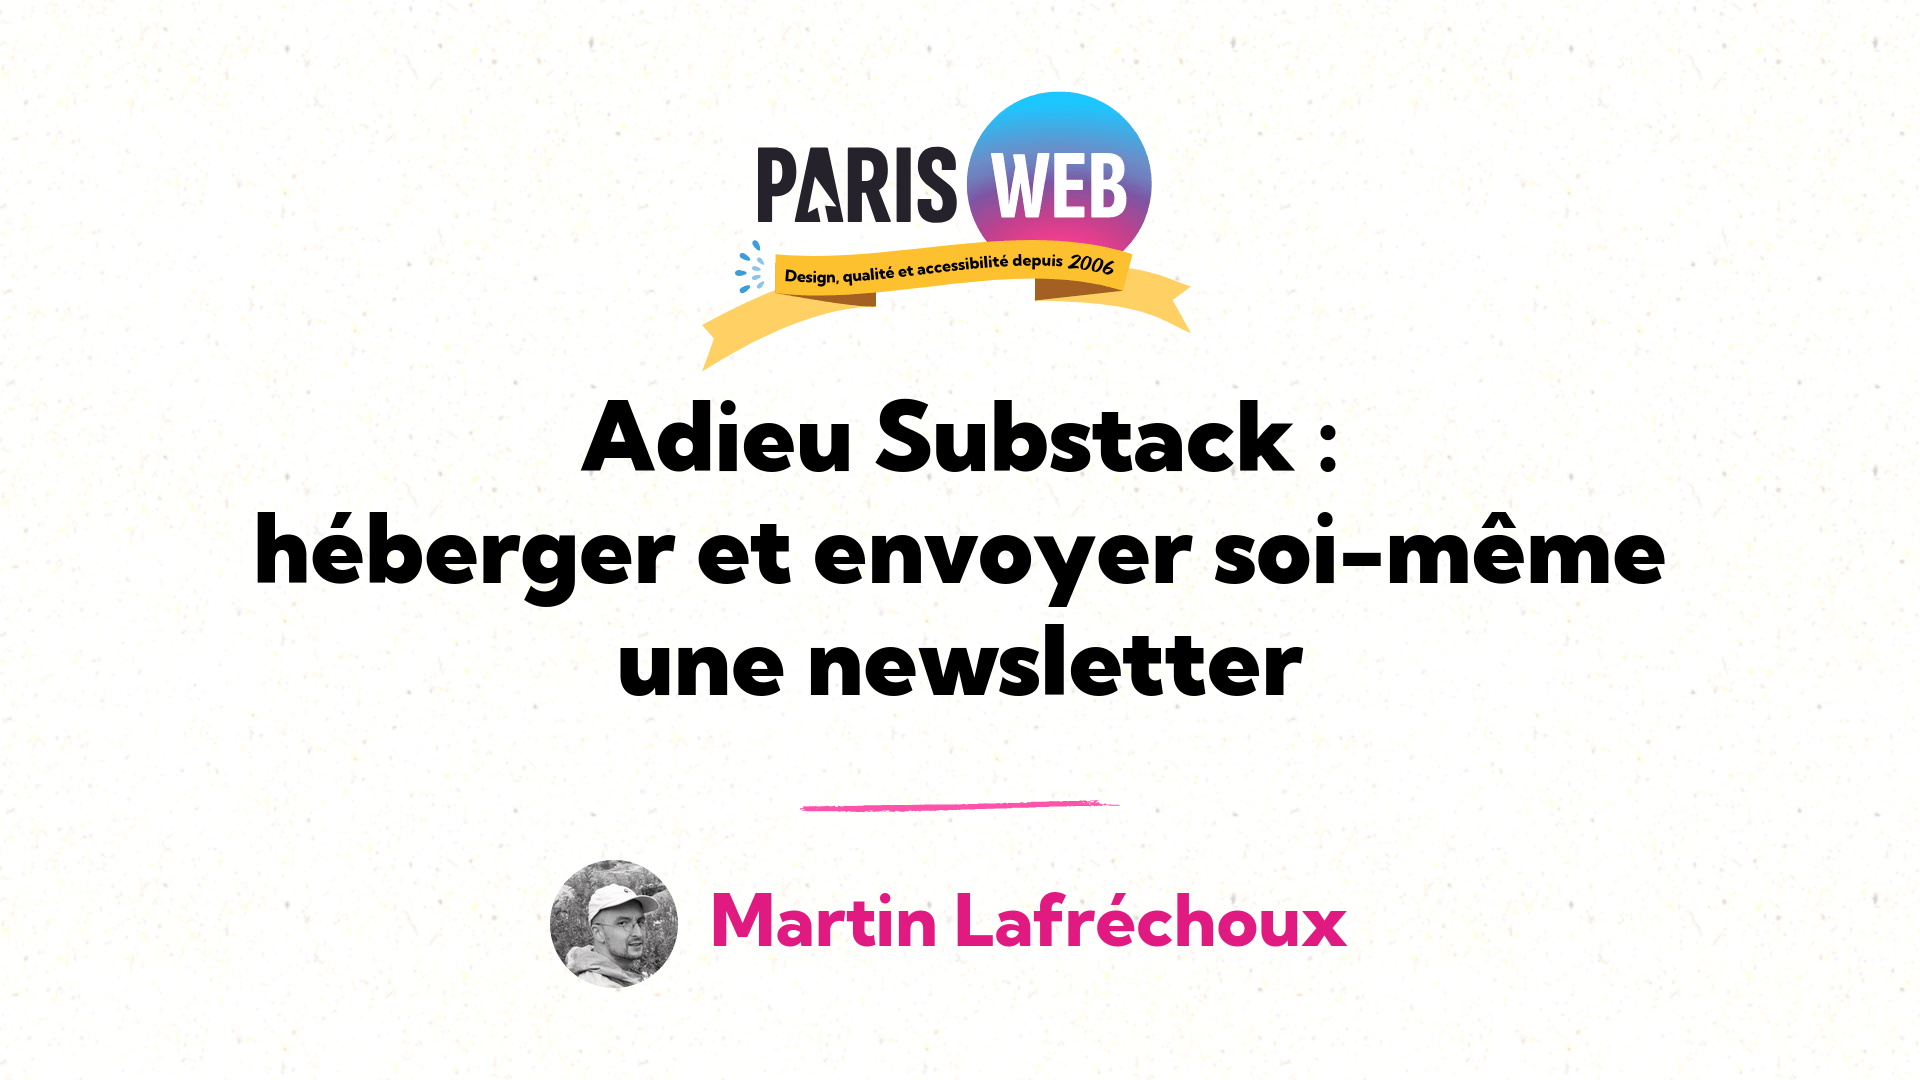 PARIS WEB
Design, qualité et accessibilité depuis 2006
Adieu Substack :
héberger et envoyer soi-même
une newsletter
Martin Lafréchoux